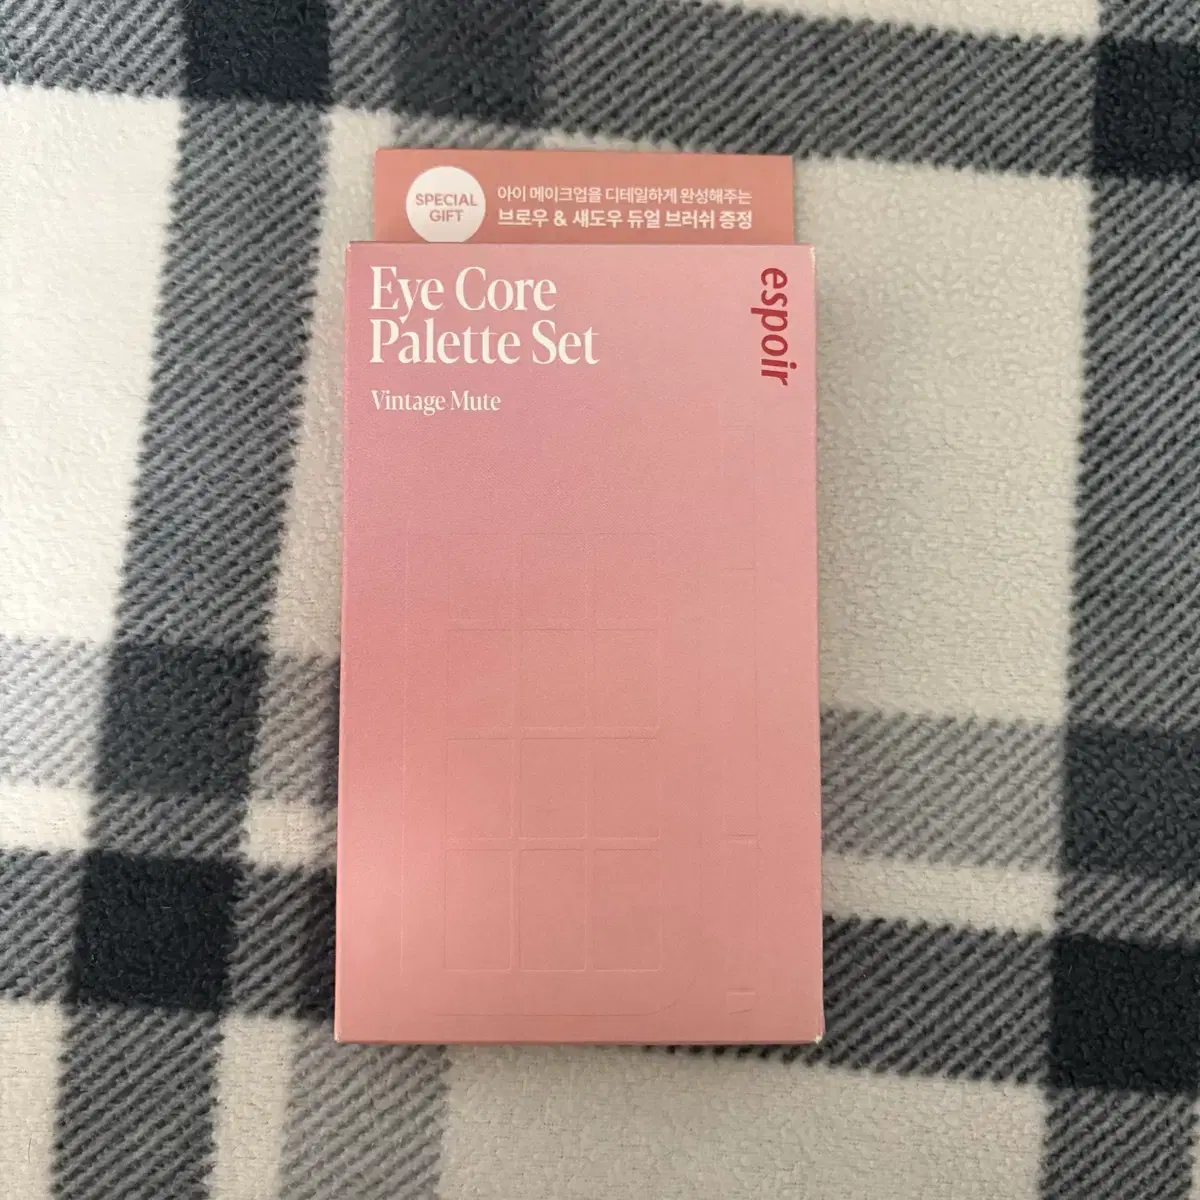 SPECIAL
GIFT
아이 메이크업을 디테일하게 완성해주는
브로우 & 섀도우 듀얼 브러쉬 증정
Eye Core
Palette Set
Vintage Mute
espoir